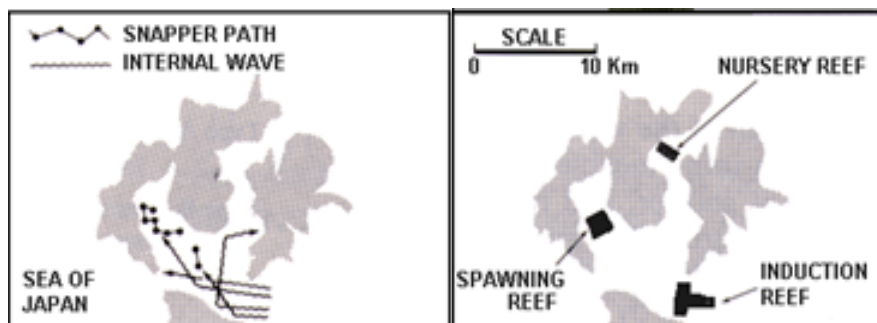 SNAPPER PATH
INTERNAL WAVE
SEA OF
JAPAN
SCALE
0 10 Km
NURSERY REEF
SPAWNING
REEF
INDUCTION
REEF